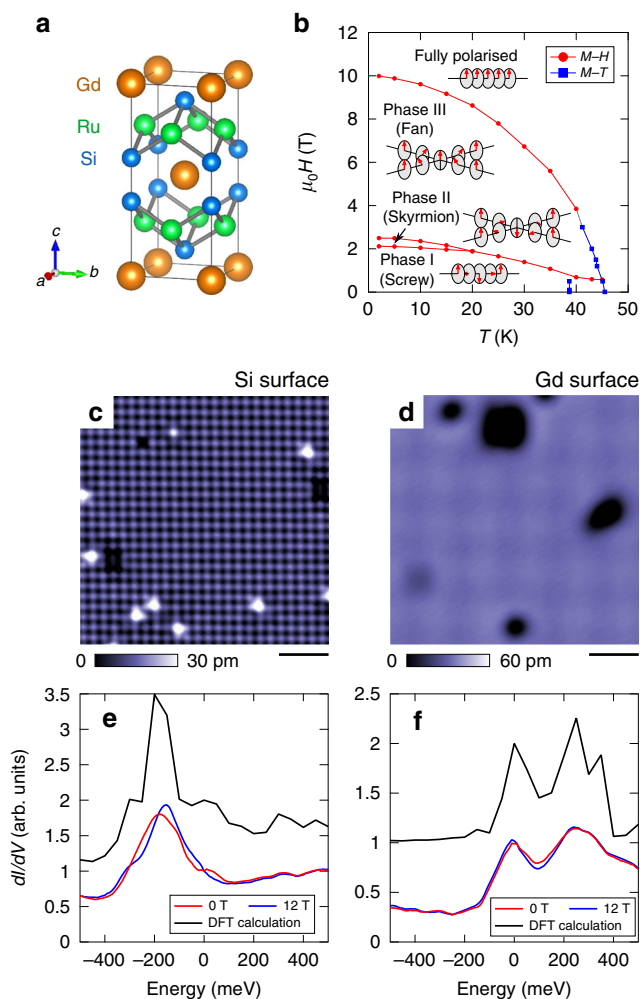 a
Gd
Ru
Si
c
a
b
b
M–H
M–T
Fully polarised
Phase III
(Fan)
Phase II
(Skyrmion)
Phase I
(Screw)
12
10
8
6
4
2
0
μ0H (T)
0 10 20 30 40 50
T (K)
Si surface
c
0 30 pm
Gd surface
d
0 60 pm
e
3.5
3
2.5
2
1.5
1
0.5
0
dI/dV (arb. units)
0 T 12 T
DFT calculation
−400 −200 0 200 400
Energy (meV)
f
2.5
2
1.5
1
0.5
0
0 T 12 T
DFT calculation
−400 −200 0 200 400
Energy (meV)